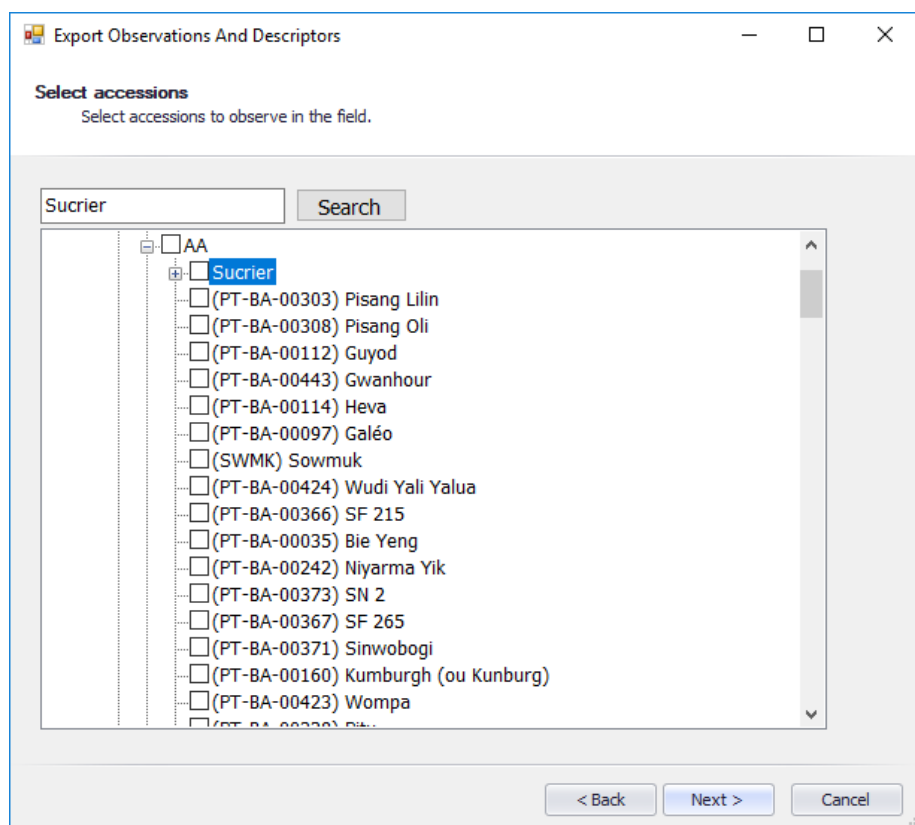 Export Observations And Descriptors
Select accessions
Select accessions to observe in the field.
Sucrier Search
AA
Sucrier
(PT-BA-00303) Pisang Lilin
(PT-BA-00308) Pisang Oli
(PT-BA-00112) Guyod
(PT-BA-00443) Gwanhour
(PT-BA-00114) Heva
(PT-BA-00097) Galéo
(SWMK) Sowmuk
(PT-BA-00424) Wudi Yali Yalua
(PT-BA-00366) SF 215
(PT-BA-00035) Bie Yeng
(PT-BA-00242) Niyarma Yik
(PT-BA-00373) SN 2
(PT-BA-00367) SF 265
(PT-BA-00371) Sinwobogi
(PT-BA-00160) Kumburgh (ou Kunburg)
(PT-BA-00423) Wompa
< Back Next > Cancel